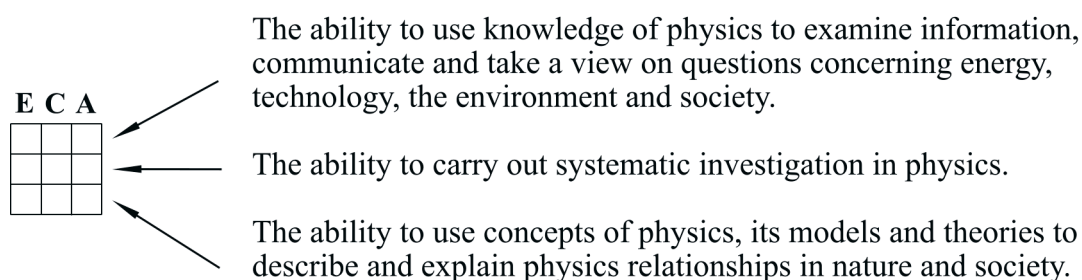 The ability to use knowledge of physics to examine information,
communicate and take a view on questions concerning energy,
technology, the environment and society.
E C A
The ability to carry out systematic investigation in physics.
The ability to use concepts of physics, its models and theories to
describe and explain physics relationships in nature and society.